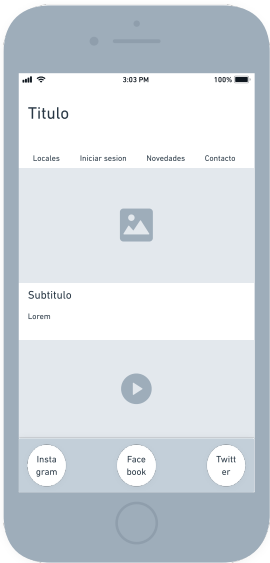 3:03 PM 100%
Titulo
Locales Iniciar sesion Novedades Contacto
Subtitulo
Lorem
Insta
gram
Face
book
Twitt
er